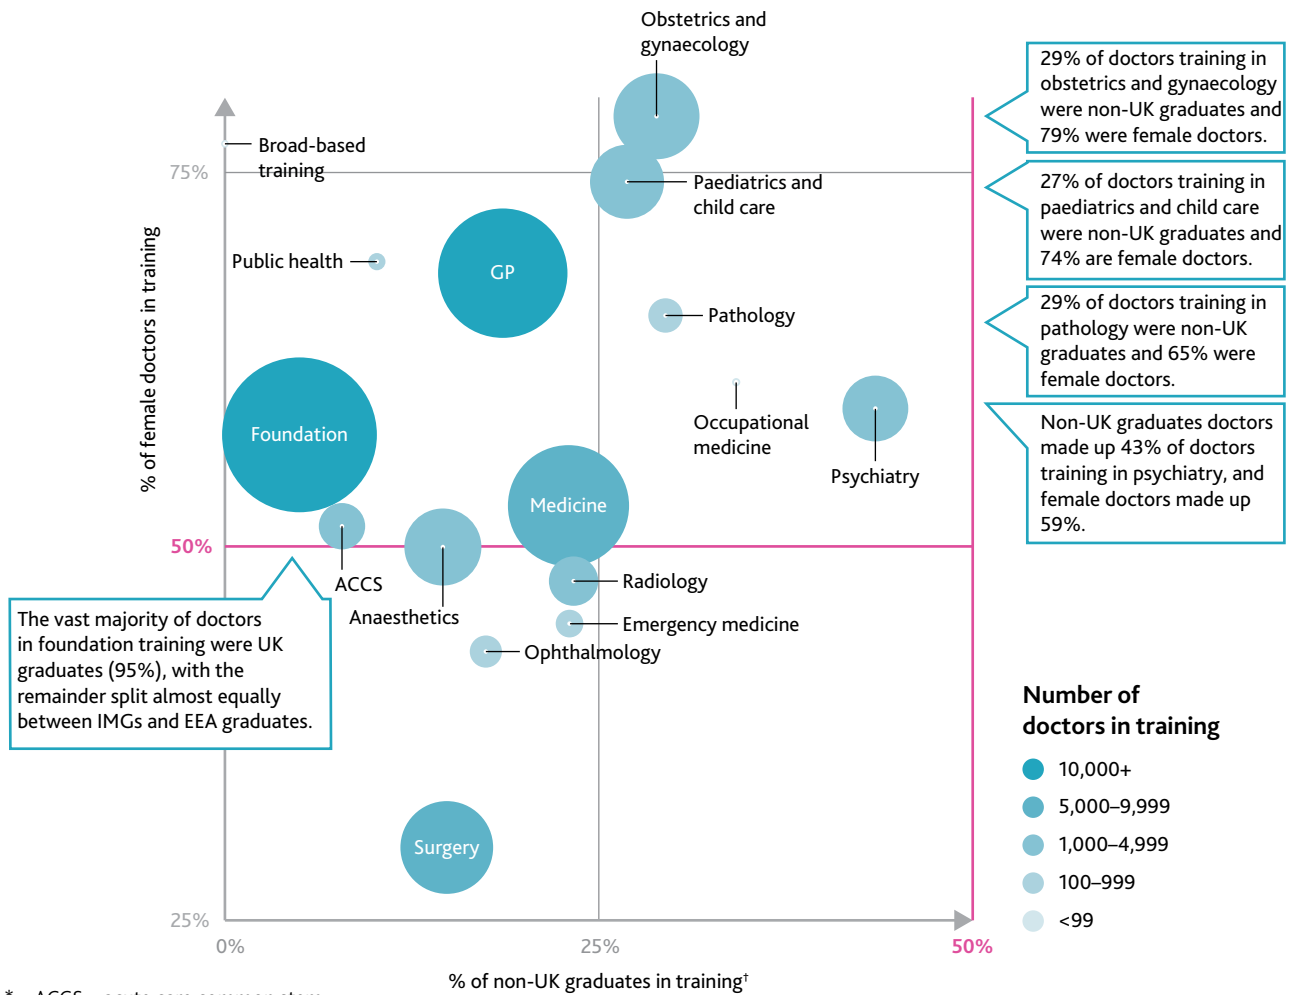 Obstetrics and
gynaecology
Broad-based
training
75%
Paediatrics and
child care
Public health
GP
Pathology
% of female doctors in training
Occupational
medicine
Foundation
Psychiatry
Medicine
50%
ACCS
Anaesthetics
Radiology
Emergency medicine
Ophthalmology
Surgery
25%
0%
25%
50%
% of non-UK graduates in training†
29% of doctors training in
obstetrics and gynaecology
were non-UK graduates and
79% were female doctors.
27% of doctors training in
paediatrics and child care
were non-UK graduates and
74% are female doctors.
29% of doctors training in
pathology were non-UK
graduates and 65% were
female doctors.
Non-UK graduates doctors
made up 43% of doctors
training in psychiatry, and
female doctors made up
59%.
The vast majority of doctors
in foundation training were UK
graduates (95%), with the
remainder split almost equally
between IMGs and EEA graduates.
Number of
doctors in training
10,000+
5,000–9,999
1,000–4,999
100–999
<99